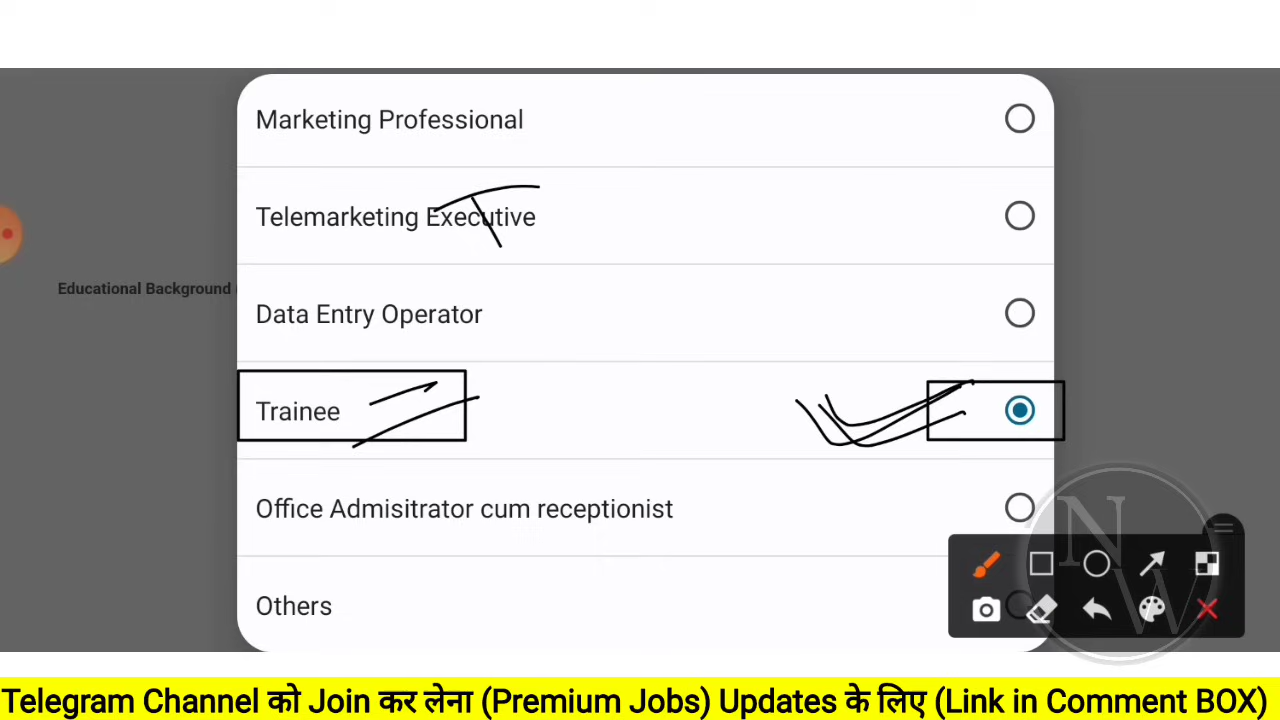 Marketing Professional
Telemarketing Executive
Educational Background
Data Entry Operator
Trainee
Office Admisitrator cum receptionist
Others
NW
Telegram Channel को Join कर लेना (Premium Jobs) Updates के लिए (Link in Comment BOX)